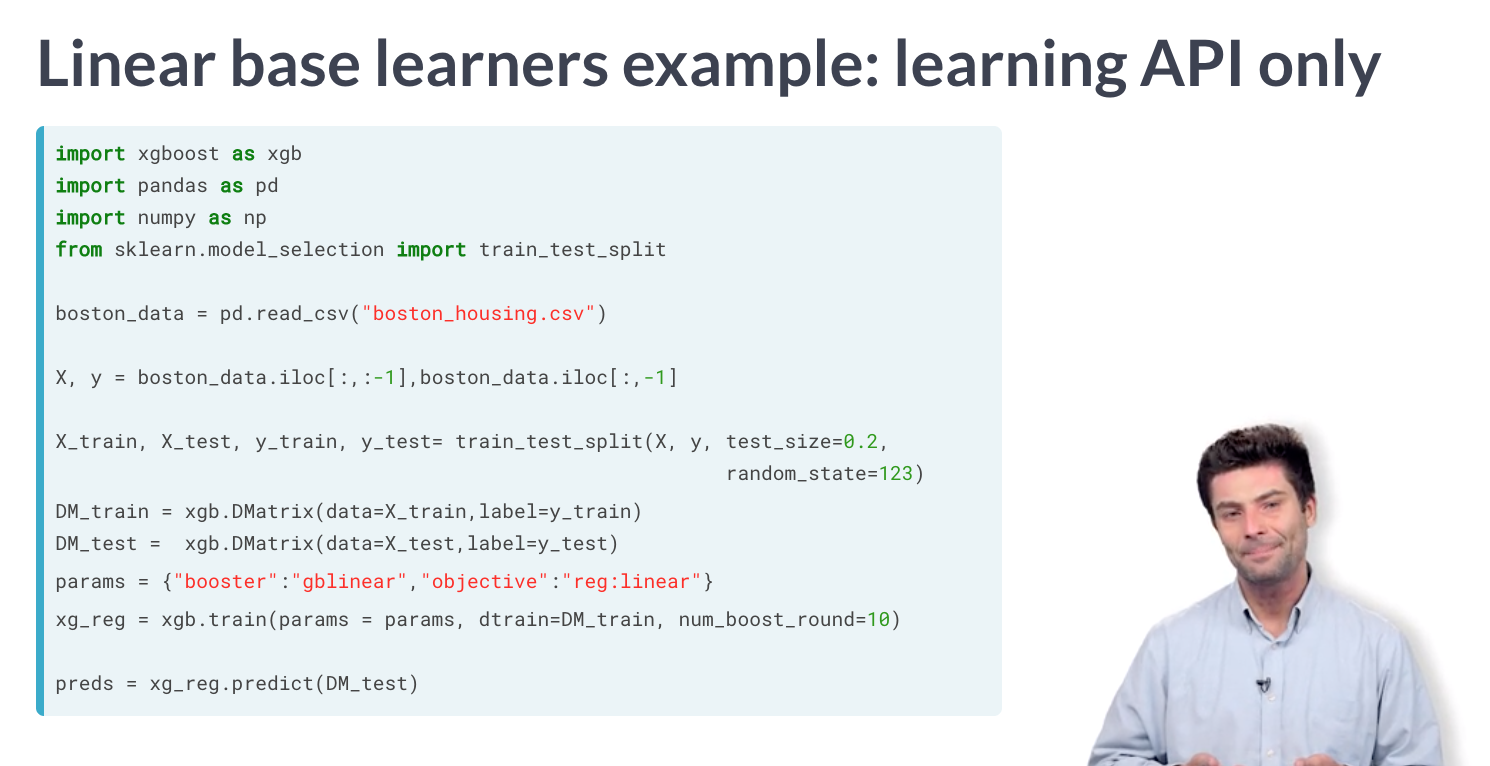 Linear base learners example: learning API only
import xgboost as xgb
import pandas as pd
import numpy as np
from sklearn.model_selection import train_test_split
boston_data = pd.read_csv("boston_housing.csv")
X, y = boston_data.iloc[:,:-1],boston_data.iloc[:,-1]
X_train, X_test, y_train, y_test= train_test_split(X, y, test_size=0.2,
random_state=123)
DM_train = xgb.DMatrix(data=X_train,label=y_train)
DM_test =  xgb.DMatrix(data=X_test,label=y_test)
params = {"booster":"gblinear","objective":"reg:linear"}
xg_reg = xgb.train(params = params, dtrain=DM_train, num_boost_round=10)
preds = xg_reg.predict(DM_test)